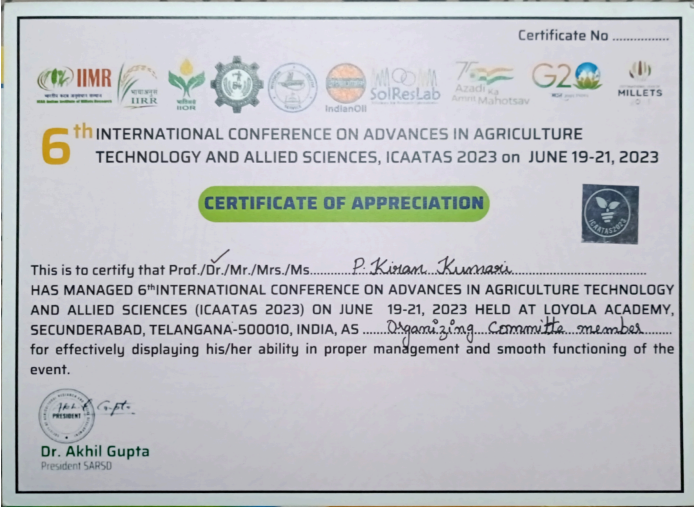 Certificate No ................
IIMR
IIRR
IIOR
IndianOil
SolResLab
75
Azadi Ka
Amrit Mahotsav
G20
MILLETS
6th INTERNATIONAL CONFERENCE ON ADVANCES IN AGRICULTURE
TECHNOLOGY AND ALLIED SCIENCES, ICAATAS 2023 on JUNE 19-21, 2023
CERTIFICATE OF APPRECIATION
ICAATAS2023
This is to certify that Prof./Dr./Mr./Mrs./Ms. P. Kiran Kumari
HAS MANAGED 6thINTERNATIONAL CONFERENCE ON ADVANCES IN AGRICULTURE TECHNOLOGY
AND ALLIED SCIENCES (ICAATAS 2023) ON JUNE 19-21, 2023 HELD AT LOYOLA ACADEMY,
SECUNDERABAD, TELANGANA-500010, INDIA, AS ..... Organizing Committe member
for effectively displaying his/her ability in proper management and smooth functioning of the
event.
PRESIDENT
Dr. Akhil Gupta
President SARSD